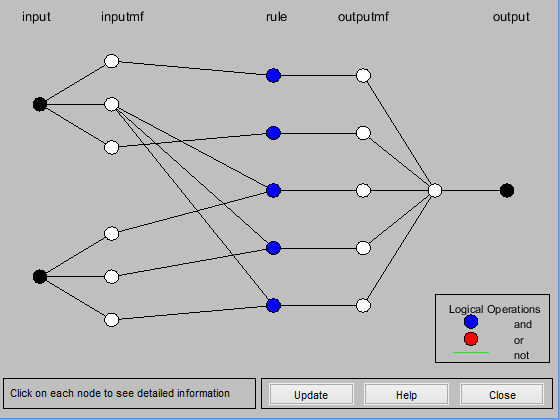 input inputmf rule outputmf output
Logical Operations
and
or
not
Click on each node to see detailed information
Update Help Close